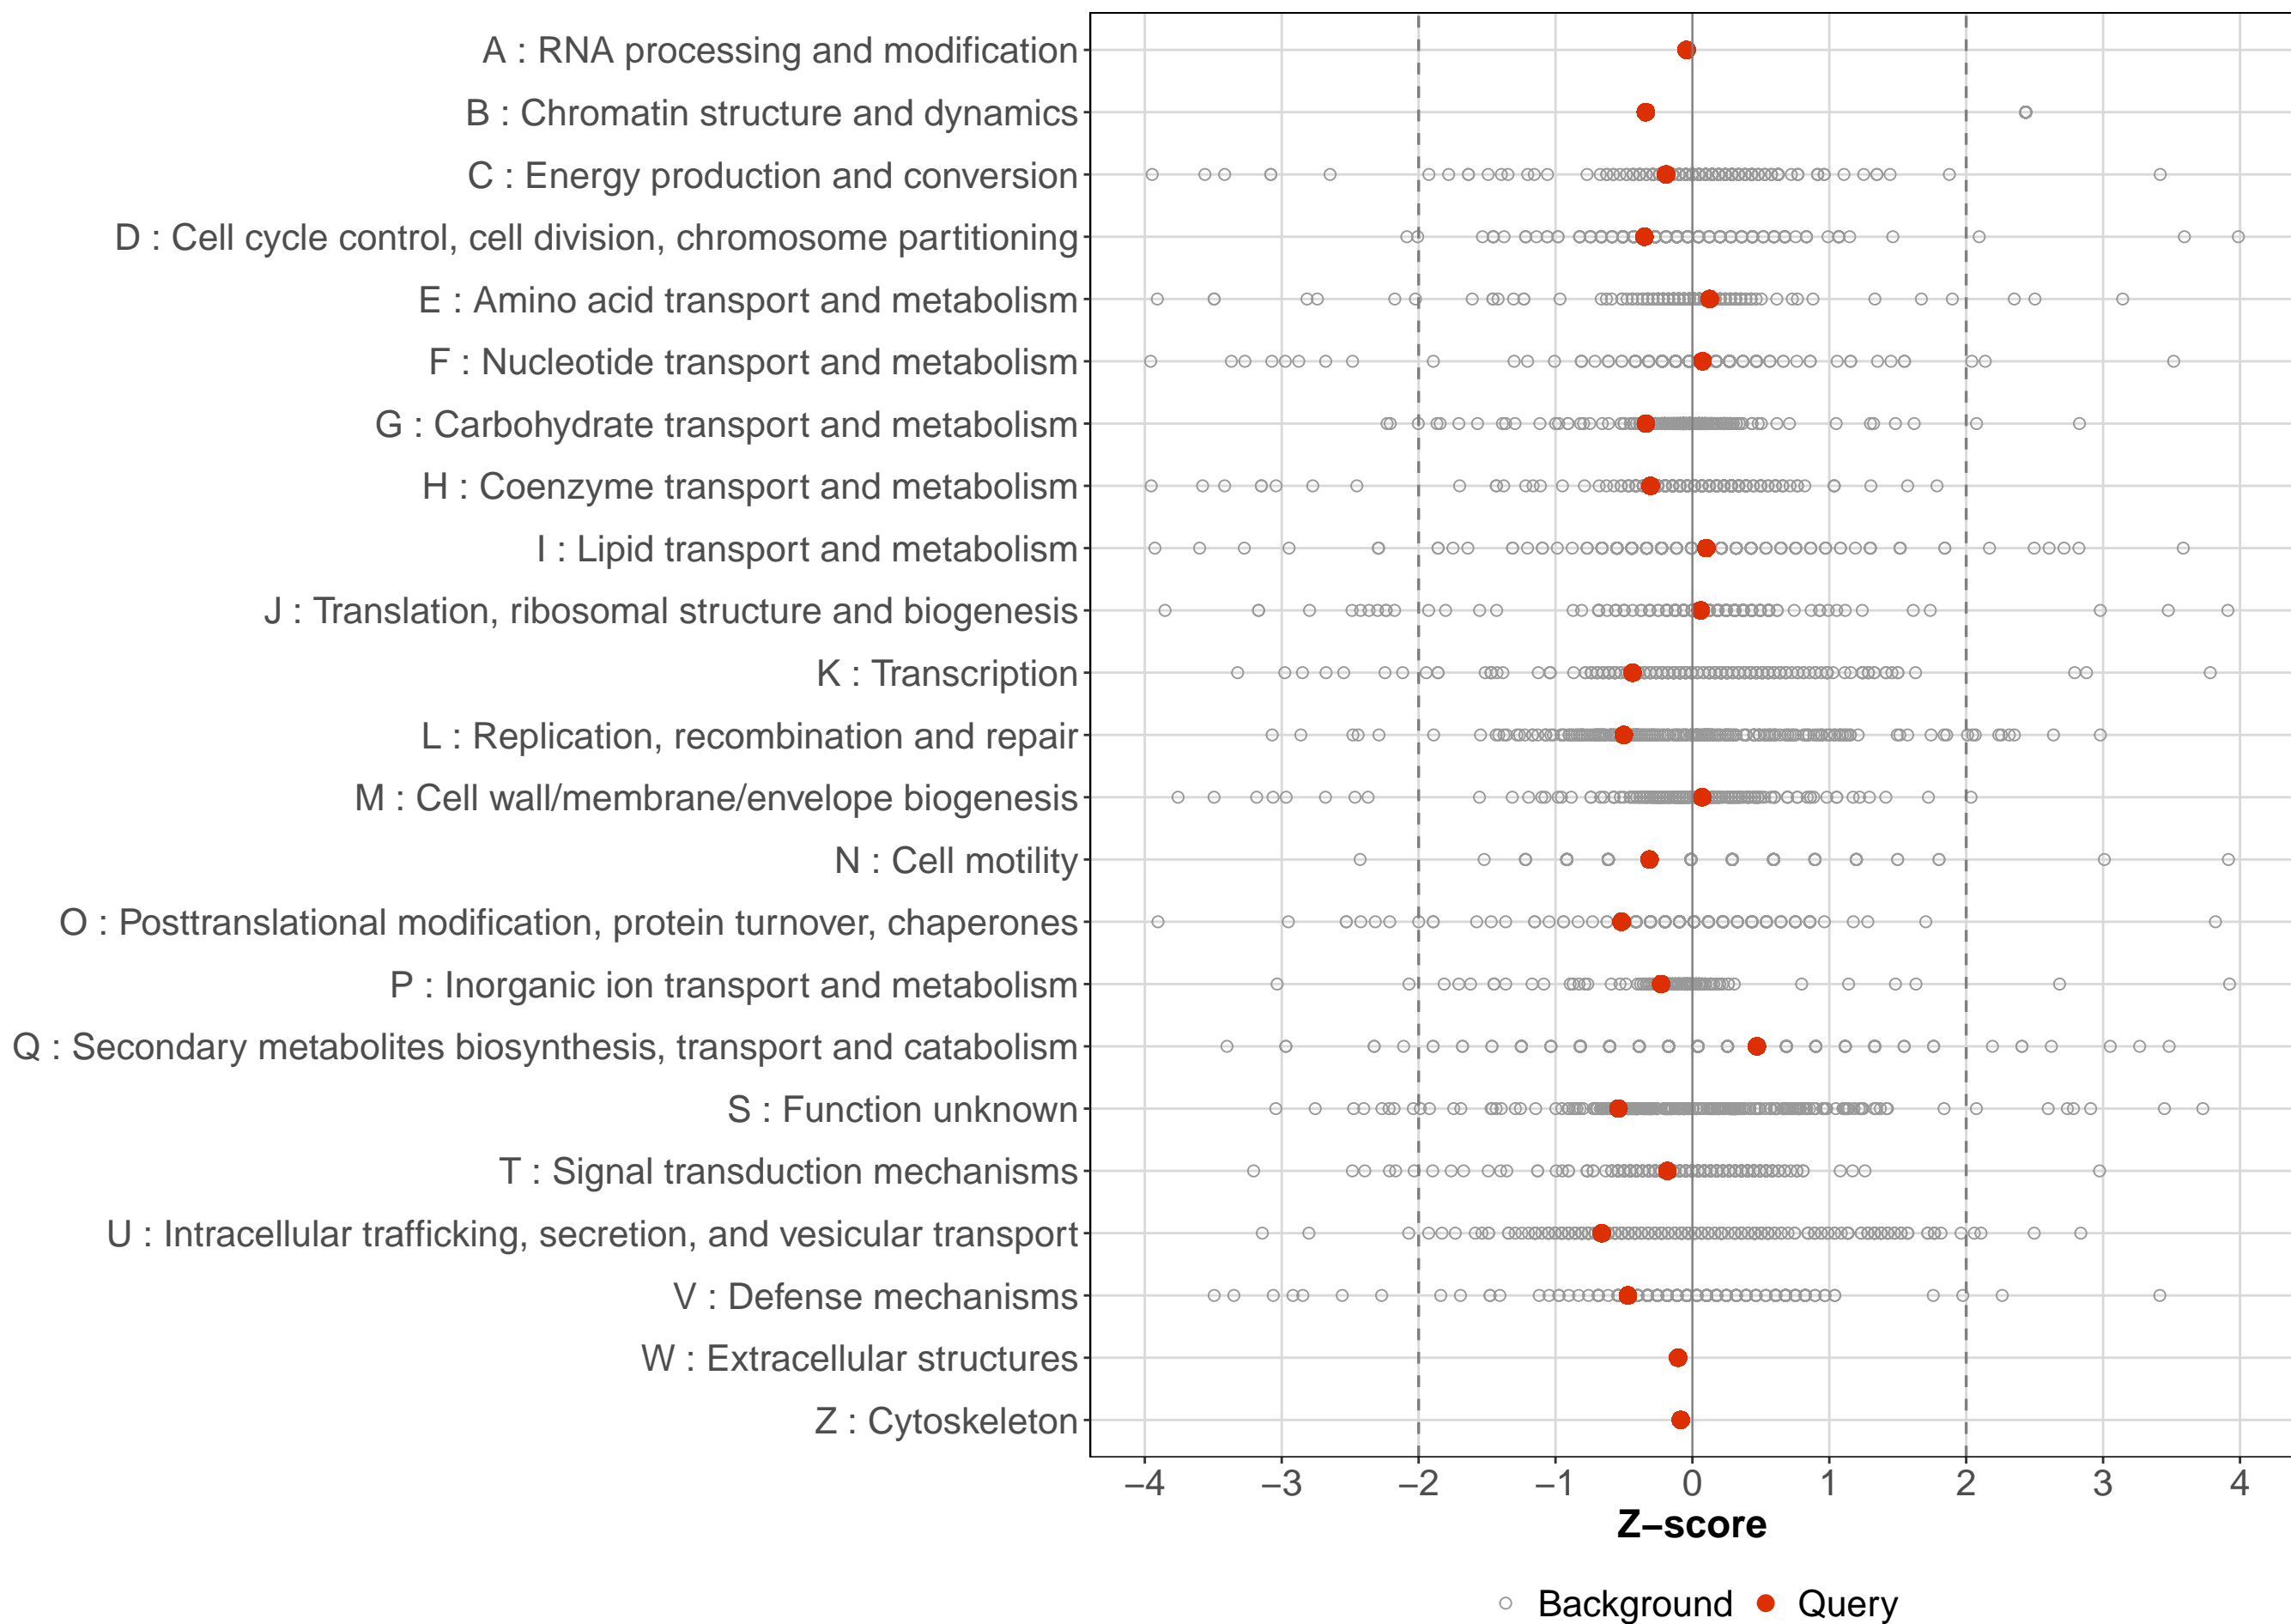 A : RNA processing and modification
B : Chromatin structure and dynamics
C : Energy production and conversion
D : Cell cycle control, cell division, chromosome partitioning
E : Amino acid transport and metabolism
F : Nucleotide transport and metabolism
G : Carbohydrate transport and metabolism
H : Coenzyme transport and metabolism
I : Lipid transport and metabolism
J : Translation, ribosomal structure and biogenesis
K : Transcription
L : Replication, recombination and repair
M : Cell wall/membrane/envelope biogenesis
N : Cell motility
O : Posttranslational modification, protein turnover, chaperones
P : Inorganic ion transport and metabolism
Q : Secondary metabolites biosynthesis, transport and catabolism
S : Function unknown
T : Signal transduction mechanisms
U : Intracellular trafficking, secretion, and vesicular transport
V : Defense mechanisms
W : Extracellular structures
Z : Cytoskeleton
−4 −3 −2 −1 0 1 2 3 4
Z−score
Background Query